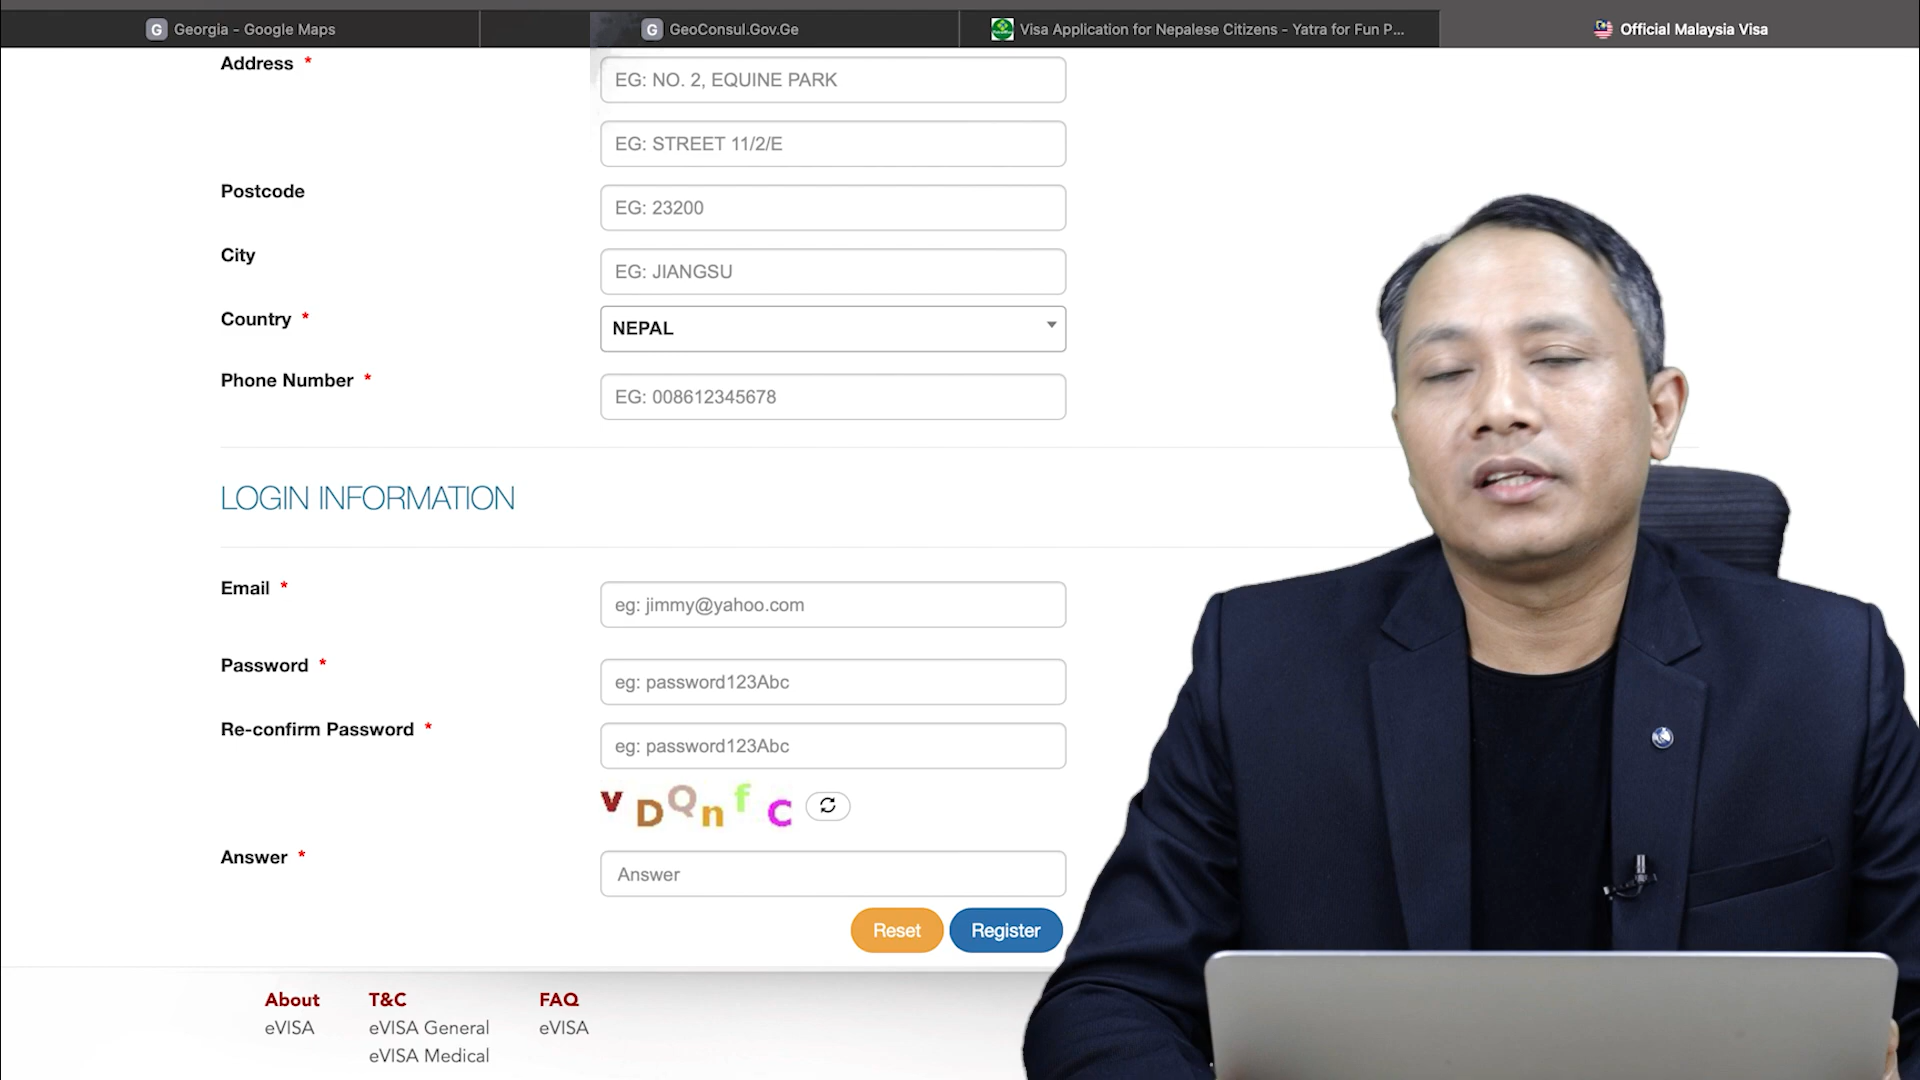 Georgia - Google Maps
GeoConsul.Gov.Ge
Visa Application for Nepalese Citizens - Yatra for Fun P...
Official Malaysia Visa
Address *
EG: NO. 2, EQUINE PARK
EG: STREET 11/2/E
Postcode
EG: 23200
City
EG: JIANGSU
Country *
NEPAL
Phone Number *
EG: 008612345678
LOGIN INFORMATION
Email *
eg: jimmy@yahoo.com
Password *
eg: password123Abc
Re-confirm Password *
eg: password123Abc
v D Q n f C
Answer *
Answer
Reset Register
About T&C FAQ
eVISA eVISA General eVISA
eVISA Medical